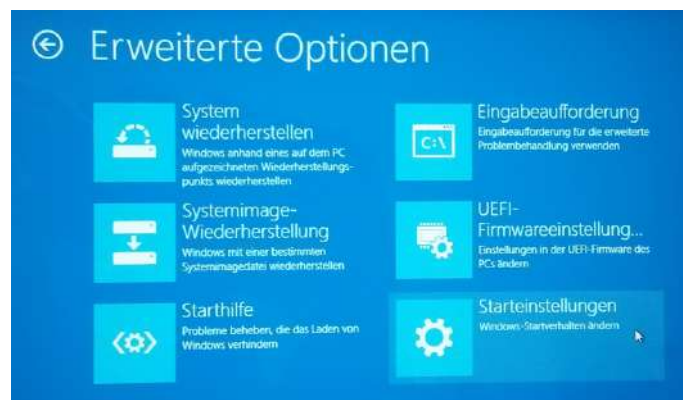 Erweiterte Optionen
System
wiederherstellen
Windows anhand eines auf dem PC
aufgezeichneten Wiederherstellungs-
punkts wiederherstellen
Systemimage-
Wiederherstellung
Windows mit einer bestimmten
Systemimagedatei wiederherstellen
Starthilfe
Probleme beheben, die das Laden von
Windows verhindern
C:\
Eingabeaufforderung
Eingabeaufforderung für die erweiterte
Problembehandlung verwenden
UEFI-
Firmwareeinstellung...
Einstellungen in der UEFI-Firmware des
PCs ändern
Starteinstellungen
Windows-Startverhalten ändern